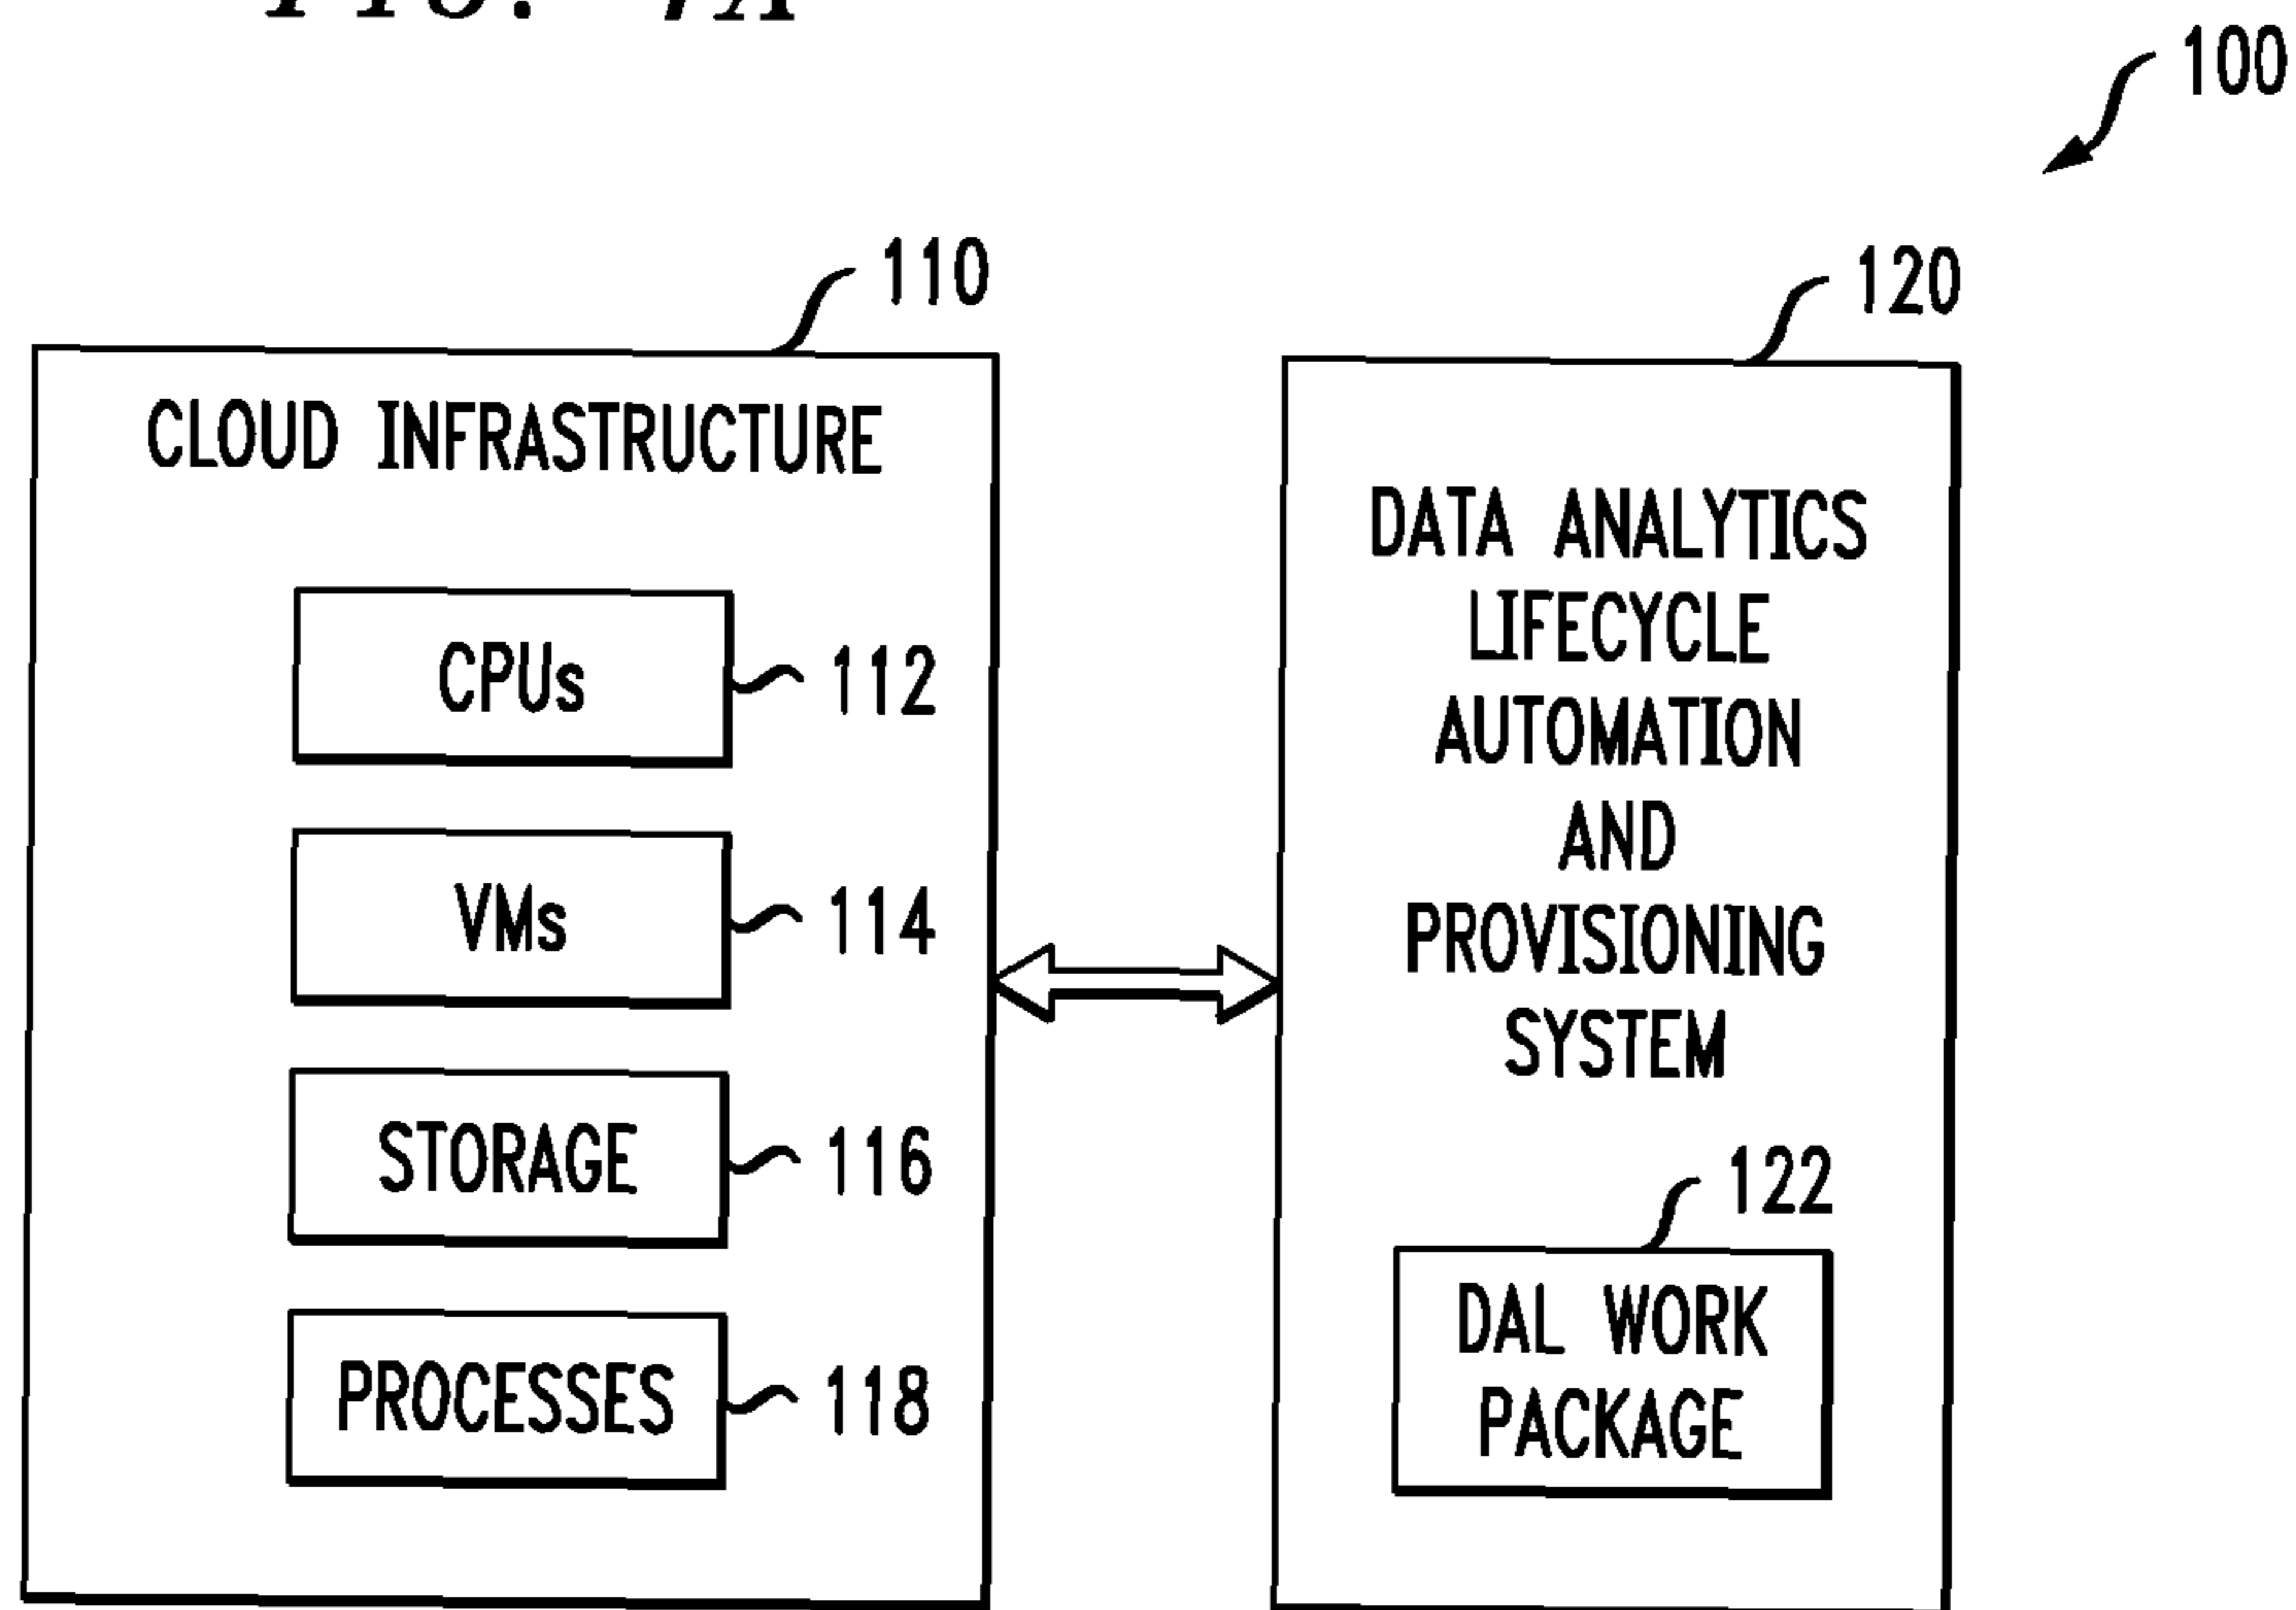 100
110
CLOUD INFRASTRUCTURE
CPUs 112
VMs 114
STORAGE 116
PROCESSES 118
120
DATA ANALYTICS
LIFECYCLE
AUTOMATION
AND
PROVISIONING
SYSTEM
122
DAL WORK
PACKAGE